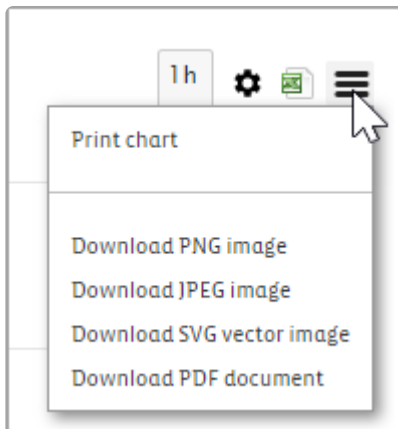 1h
Print chart
Download PNG image
Download JPEG image
Download SVG vector image
Download PDF document